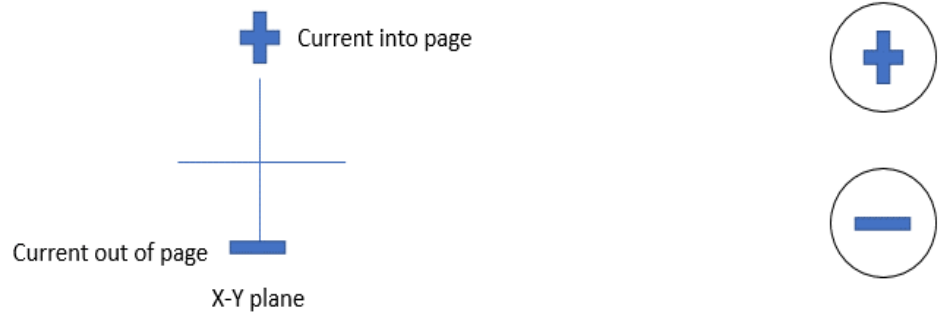 Current into page
Current out of page
X-Y plane